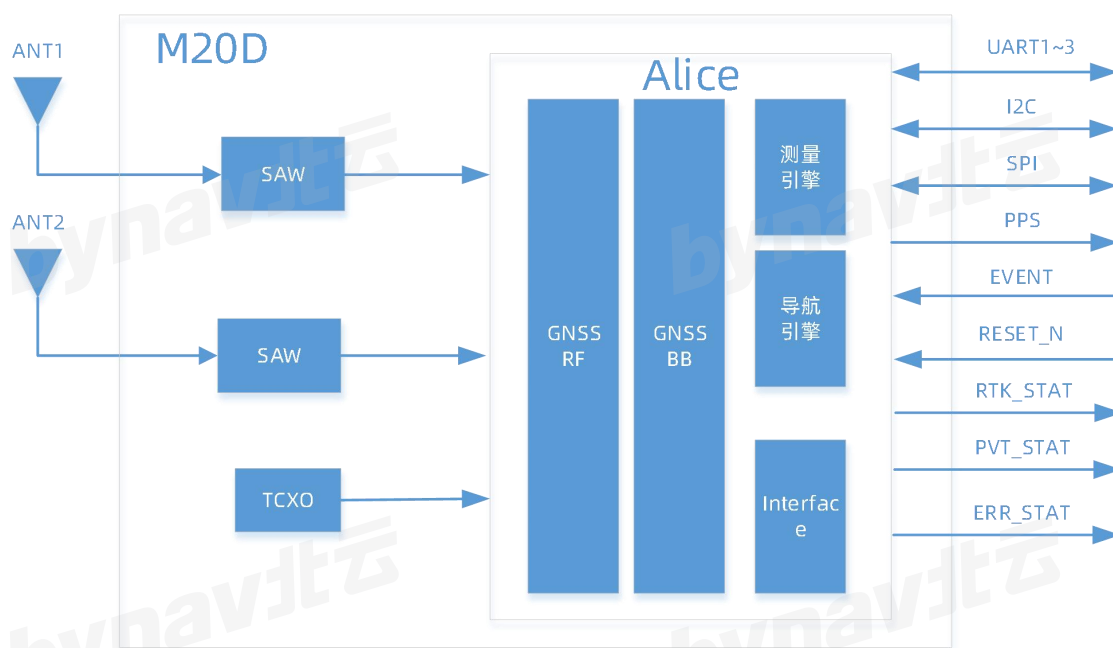 M20D
Alice
ANT1
SAW
ANT2
SAW
TCXO
GNSS
RF
GNSS
BB
测量
引擎
导航
引擎
Interfac
e
UART1~3
I2C
SPI
PPS
EVENT
RESET_N
RTK_STAT
PVT_STAT
ERR_STAT
bynav北云
bynav北云
bynav北云
bynav北云